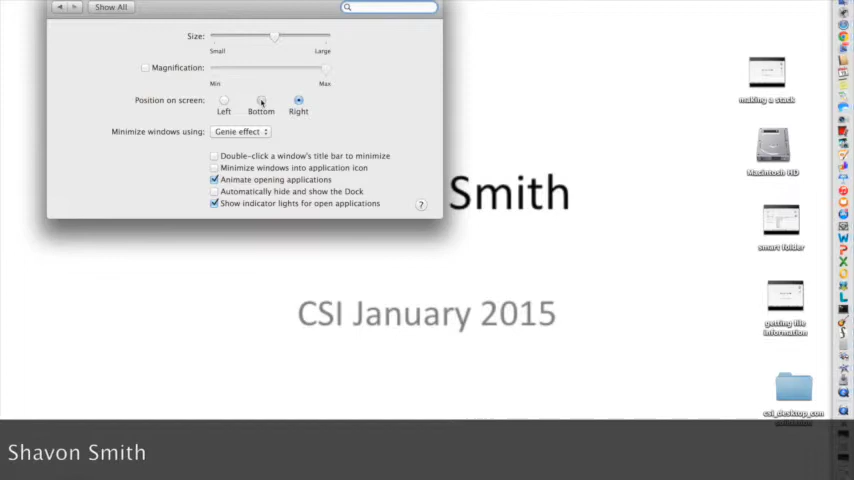 Show All
Size:
Small Large
Magnification:
Min Max
Position on screen:
Left Bottom Right
Minimize windows using: Genie effect
Double-click a window's title bar to minimize
Minimize windows into application icon
Animate opening applications
Automatically hide and show the Dock
Show indicator lights for open applications
?
Smith
CSI January 2015
making a stack
Macintosh HD
smart folder
getting file
information
csi_desktop_con
Shavon Smith